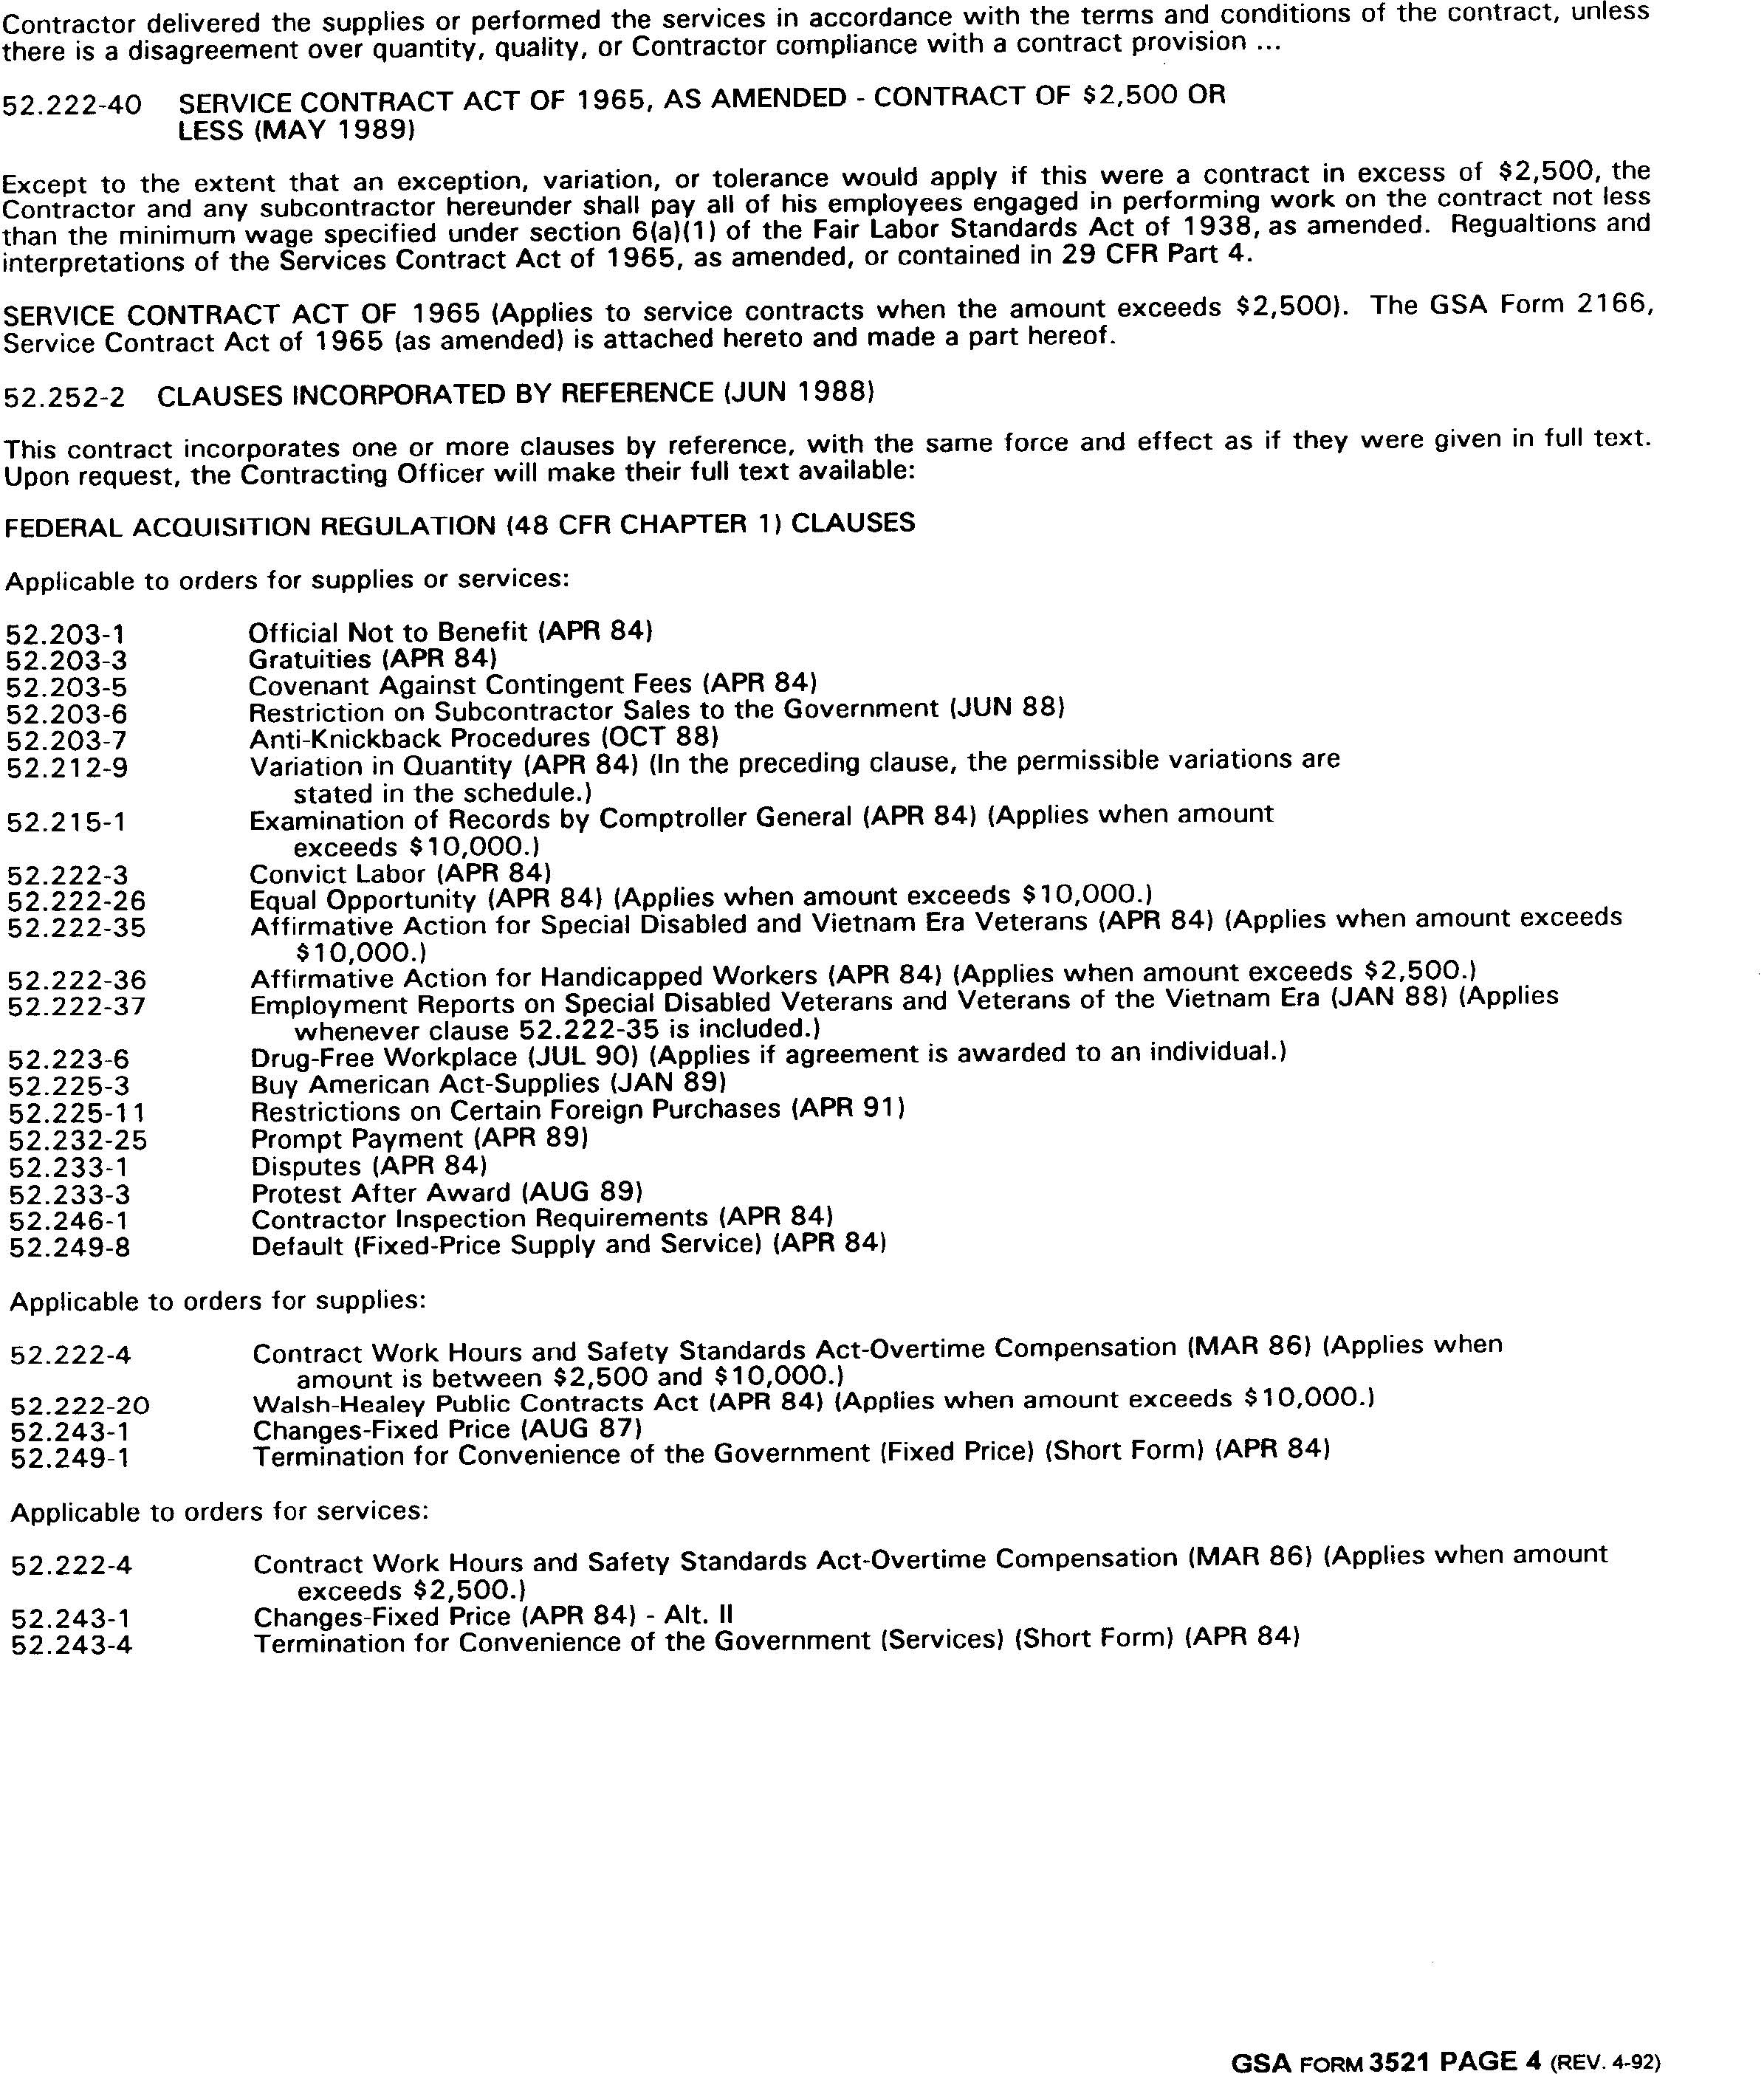 Contractor delivered the supplies or performed the services in accordance with the terms and conditions of the contract, unless
there is a disagreement over quantity, quality, or Contractor compliance with a contract provision ...
52.222-40 SERVICE CONTRACT ACT OF 1965, AS AMENDED - CONTRACT OF $2,500 OR
LESS (MAY 1989)
Except to the extent that an exception, variation, or tolerance would apply if this were a contract in excess of $2,500, the
Contractor and any subcontractor hereunder shall pay all of his employees engaged in performing work on the contract not less
than the minimum wage specified under section 6(a)(1) of the Fair Labor Standards Act of 1938, as amended. Regualtions and
interpretations of the Services Contract Act of 1965, as amended, or contained in 29 CFR Part 4.
SERVICE CONTRACT ACT OF 1965 (Applies to service contracts when the amount exceeds $2,500). The GSA Form 2166,
Service Contract Act of 1965 (as amended) is attached hereto and made a part hereof.
52.252-2 CLAUSES INCORPORATED BY REFERENCE (JUN 1988)
This contract incorporates one or more clauses by reference, with the same force and effect as if they were given in full text.
Upon request, the Contracting Officer will make their full text available:
FEDERAL ACQUISITION REGULATION (48 CFR CHAPTER 1) CLAUSES
Applicable to orders for supplies or services:
52.203-1 Official Not to Benefit (APR 84)
52.203-3 Gratuities (APR 84)
52.203-5 Covenant Against Contingent Fees (APR 84)
52.203-6 Restriction on Subcontractor Sales to the Government (JUN 88)
52.203-7 Anti-Knickback Procedures (OCT 88)
52.212-9 Variation in Quantity (APR 84) (In the preceding clause, the permissible variations are
stated in the schedule.)
52.215-1 Examination of Records by Comptroller General (APR 84) (Applies when amount
exceeds $10,000.)
52.222-3 Convict Labor (APR 84)
52.222-26 Equal Opportunity (APR 84) (Applies when amount exceeds $10,000.)
52.222-35 Affirmative Action for Special Disabled and Vietnam Era Veterans (APR 84) (Applies when amount exceeds
$10,000.)
52.222-36 Affirmative Action for Handicapped Workers (APR 84) (Applies when amount exceeds $2,500.)
52.222-37 Employment Reports on Special Disabled Veterans and Veterans of the Vietnam Era (JAN 88) (Applies
whenever clause 52.222-35 is included.)
52.223-6 Drug-Free Workplace (JUL 90) (Applies if agreement is awarded to an individual.)
52.225-3 Buy American Act-Supplies (JAN 89)
52.225-11 Restrictions on Certain Foreign Purchases (APR 91)
52.232-25 Prompt Payment (APR 89)
52.233-1 Disputes (APR 84)
52.233-3 Protest After Award (AUG 89)
52.246-1 Contractor Inspection Requirements (APR 84)
52.249-8 Default (Fixed-Price Supply and Service) (APR 84)
Applicable to orders for supplies:
52.222-4 Contract Work Hours and Safety Standards Act-Overtime Compensation (MAR 86) (Applies when
amount is between $2,500 and $10,000.)
52.222-20 Walsh-Healey Public Contracts Act (APR 84) (Applies when amount exceeds $10,000.)
52.243-1 Changes-Fixed Price (AUG 87)
52.249-1 Termination for Convenience of the Government (Fixed Price) (Short Form) (APR 84)
Applicable to orders for services:
52.222-4 Contract Work Hours and Safety Standards Act-Overtime Compensation (MAR 86) (Applies when amount
exceeds $2,500.)
52.243-1 Changes-Fixed Price (APR 84) - Alt. II
52.243-4 Termination for Convenience of the Government (Services) (Short Form) (APR 84)
GSA FORM 3521 PAGE 4 (REV. 4-92)